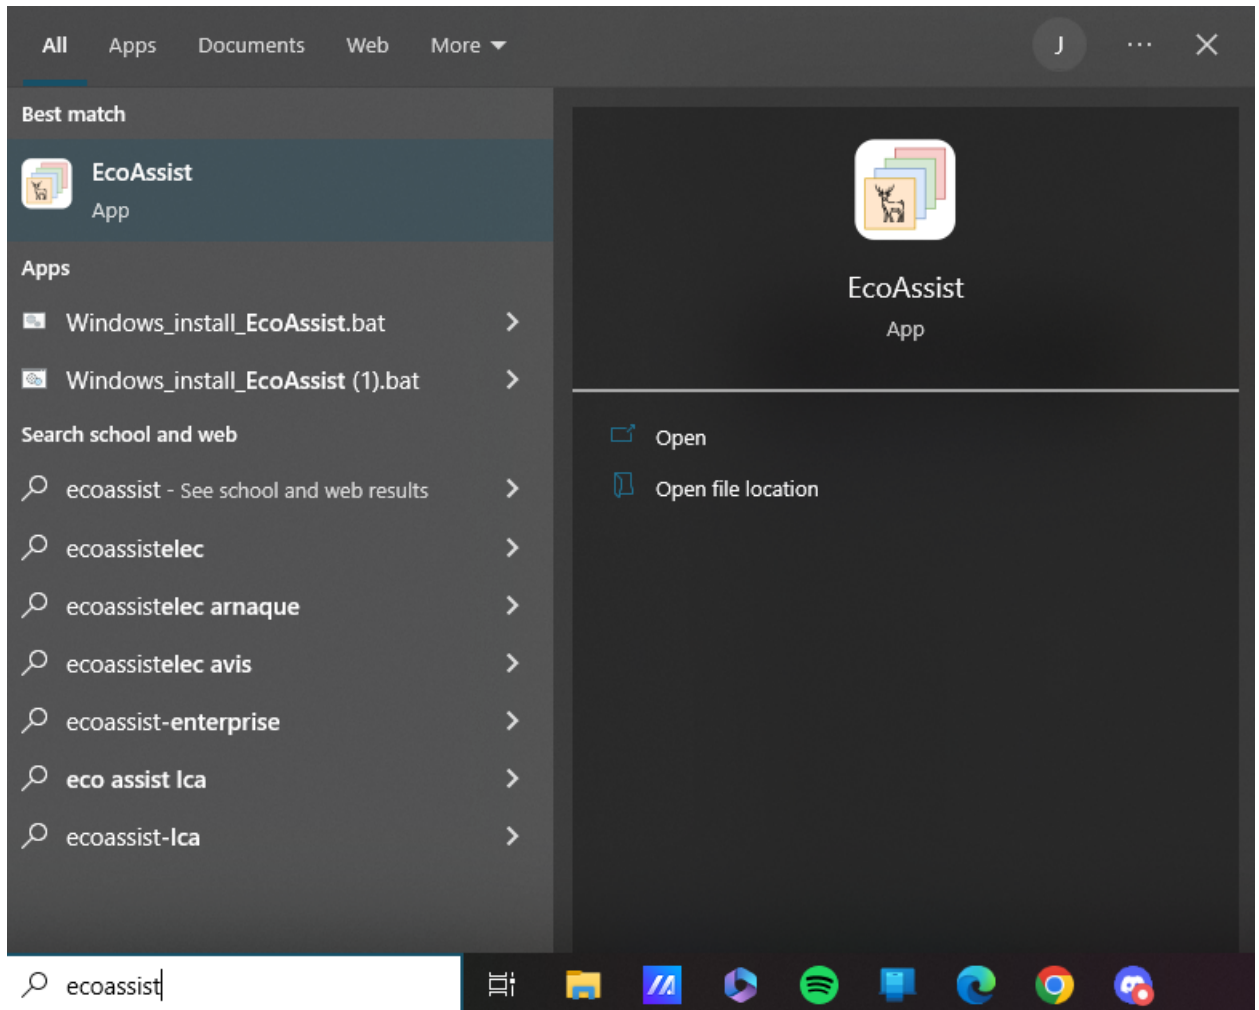 All Apps Documents Web More J
Best match
EcoAssist
App
Apps
Windows_install_EcoAssist.bat
Windows_install_EcoAssist (1).bat
Search school and web
ecoassist - See school and web results
ecoassistelec
ecoassistelec arnaque
ecoassistelec avis
ecoassist-enterprise
eco assist lca
ecoassist-lca
ecoassist
EcoAssist
App
Open
Open file location